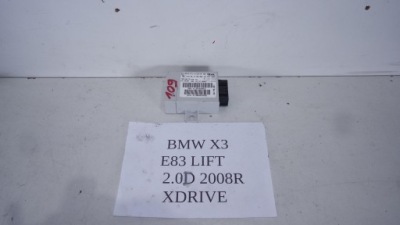 109
BMW X3
E83 LIFT
2.0D 2008R
XDRIVE